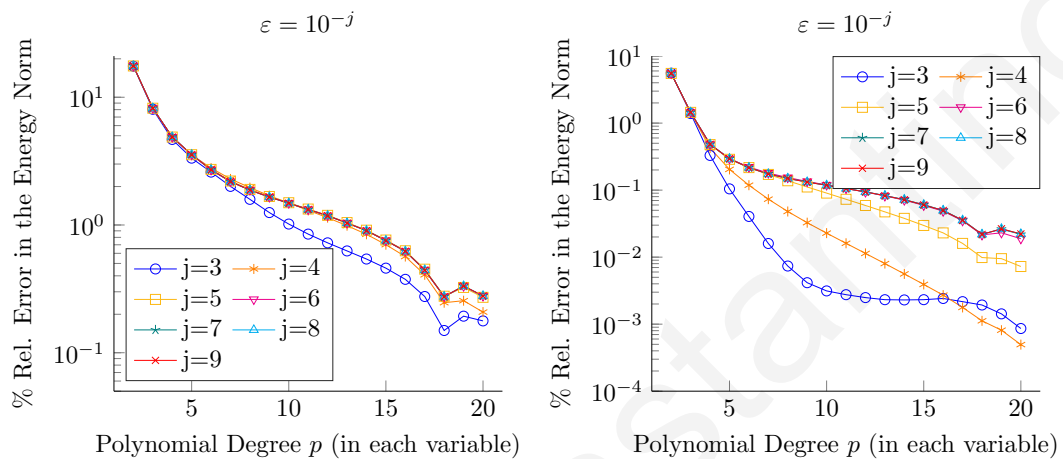 ε = 10^{-j}
% Rel. Error in the Energy Norm
10^1
10^0
10^{-1}
j=3 j=4
j=5 j=6
j=7 j=8
j=9
5 10 15 20
Polynomial Degree p (in each variable)
ε = 10^{-j}
% Rel. Error in the Energy Norm
10^1
10^0
10^{-1}
10^{-2}
10^{-3}
10^{-4}
j=3 j=4
j=5 j=6
j=7 j=8
j=9
5 10 15 20
Polynomial Degree p (in each variable)